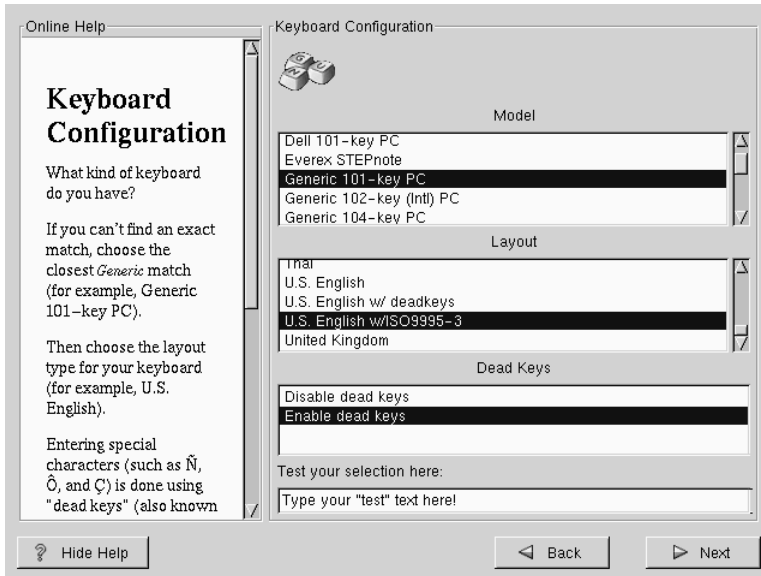 Online Help
Keyboard
Configuration
What kind of keyboard
do you have?
If you can't find an exact
match, choose the
closest Generic match
(for example, Generic
101-key PC).
Then choose the layout
type for your keyboard
(for example, U.S.
English).
Entering special
characters (such as Ñ,
Ô, and Ç) is done using
"dead keys" (also known
Keyboard Configuration
G
N
U
Model
Dell 101-key PC
Everex STEPnote
Generic 101-key PC
Generic 102-key (Intl) PC
Generic 104-key PC
Layout
Thai
U.S. English
U.S. English w/ deadkeys
U.S. English w/ISO9995-3
United Kingdom
Dead Keys
Disable dead keys
Enable dead keys
Test your selection here:
Type your "test" text here!
? Hide Help
Back
Next